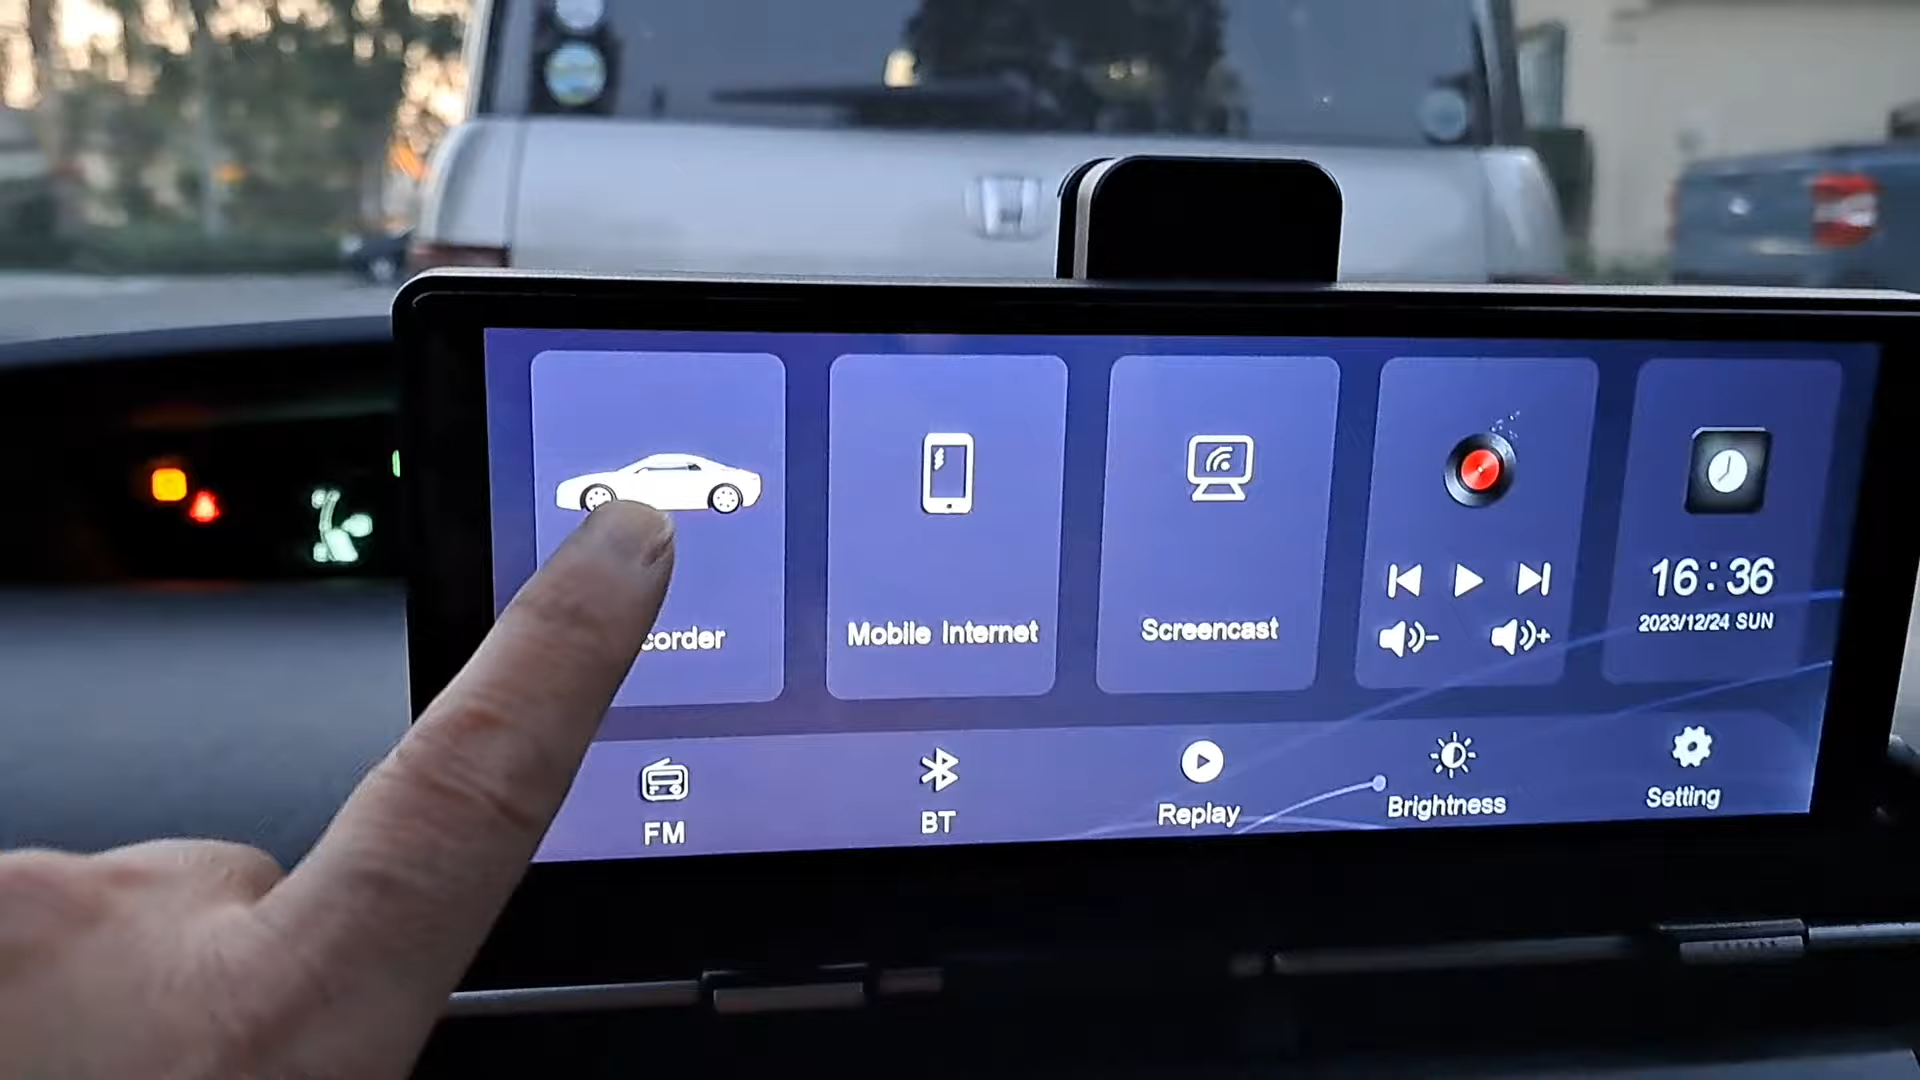 corder
Mobile Internet
Screencast
16:36
2023/12/24 SUN
FM
BT
Replay
Brightness
Setting